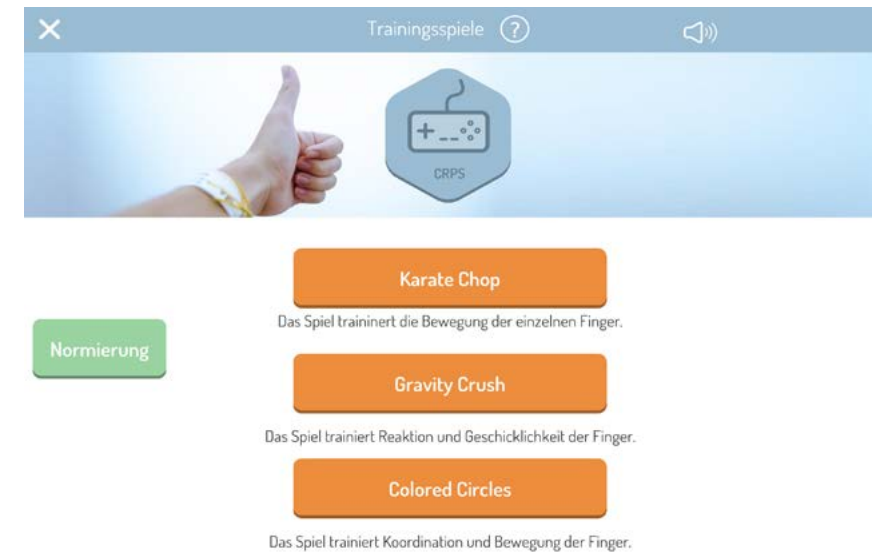 Trainingsspiele ?
CRPS
Karate Chop
Das Spiel traininert die Bewegung der einzelnen Finger.
Normierung
Gravity Crush
Das Spiel trainiert Reaktion und Geschicklichkeit der Finger.
Colored Circles
Das Spiel trainiert Koordination und Bewegung der Finger.